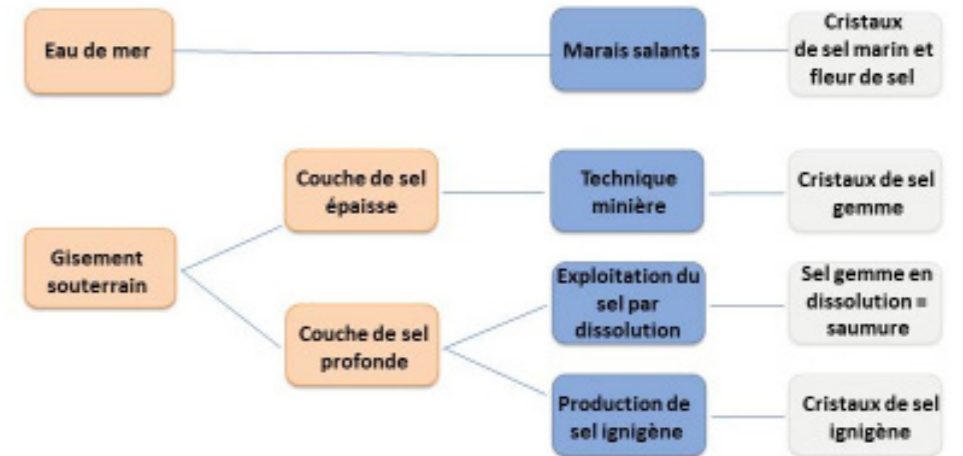 Eau de mer
Marais salants
Cristaux
de sel marin et
fleur de sel
Gisement
souterrain
Couche de sel
épaisse
Technique
minière
Cristaux de sel
gemme
Couche de sel
profonde
Exploitation du
sel par
dissolution
Sel gemme en
dissolution =
saumure
Production de
sel ignigène
Cristaux de sel
ignigène